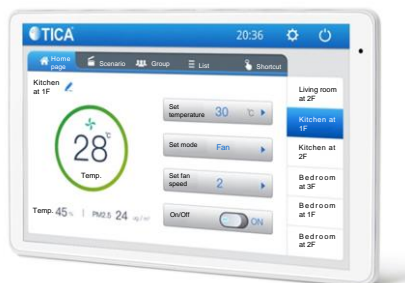 TICA
20:36
Home page
Scenario
Group
List
Shortcut
Kitchen
at 1F
28°C
Temp.
Temp. 45 %
PM2.5 24 ug/m³
Set
temperature
30 °C
Set mode
Fan
Set fan
speed
2
On/Off
ON
Living room
at 2F
Kitchen at
1F
Kitchen at
2F
Bedroom
at 3F
Bedroom
at 1F
Bedroom
at 2F